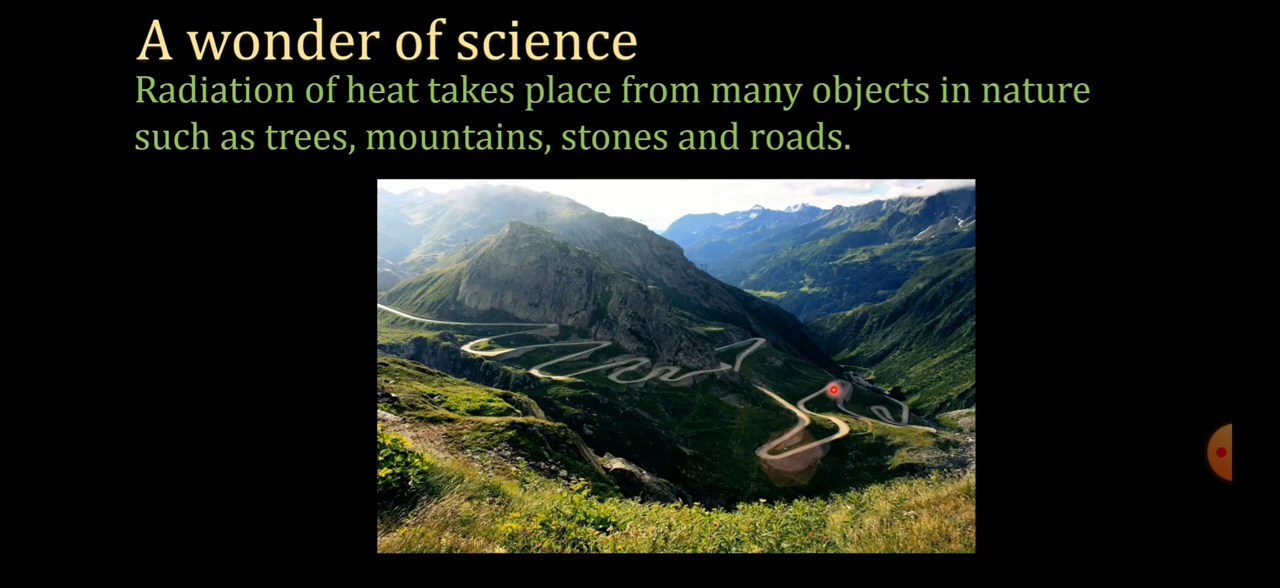 A wonder of science
Radiation of heat takes place from many objects in nature
such as trees, mountains, stones and roads.